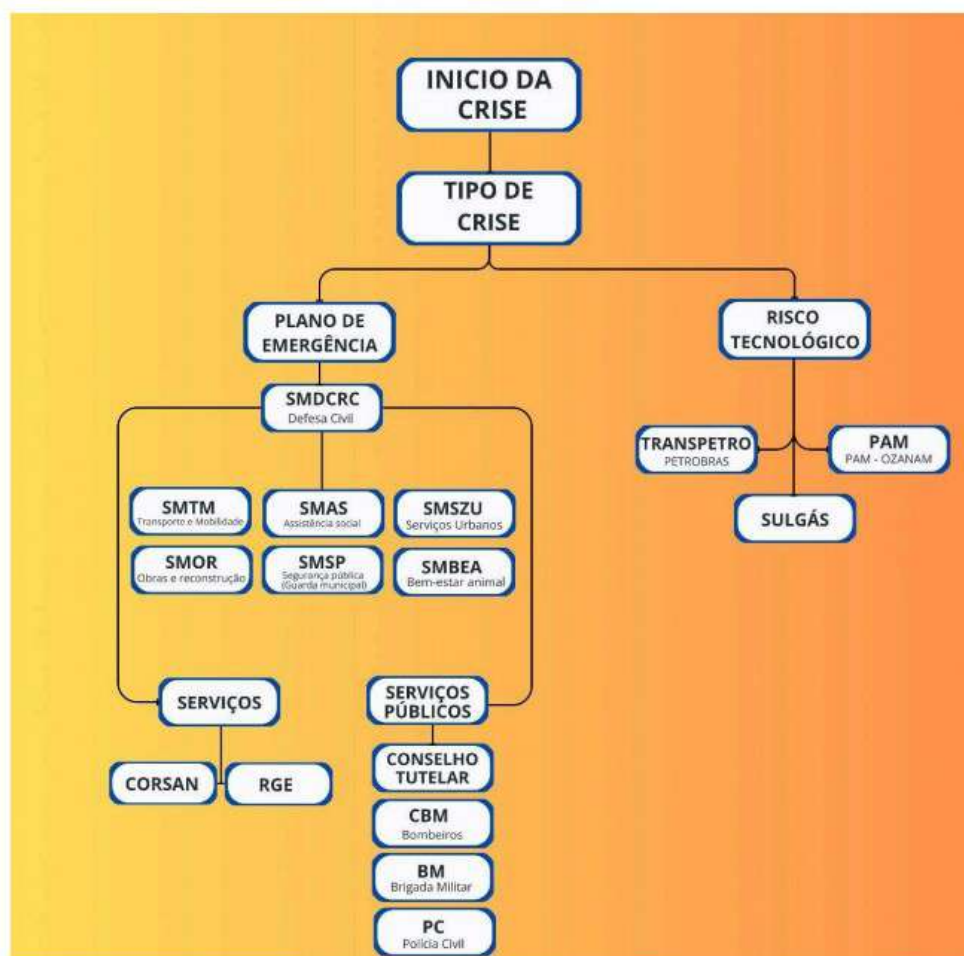 INICIO DA
CRISE
TIPO DE
CRISE
PLANO DE
EMERGÊNCIA
RISCO
TECNOLÓGICO
SMDCRC
Defesa Civil
TRANSPETRO
PETROBRAS
PAM
PAM - OZANAM
SULGÁS
SMTM
Transporte e Mobilidade
SMAS
Assistência social
SMSZU
Serviços Urbanos
SMOR
Obras e reconstrução
SMSP
Segurança pública
(Guarda municipal)
SMBEA
Bem-estar animal
SERVIÇOS
CORSAN
RGE
SERVIÇOS
PÚBLICOS
CONSELHO
TUTELAR
CBM
Bombeiros
BM
Brigada Militar
PC
Polícia Civil